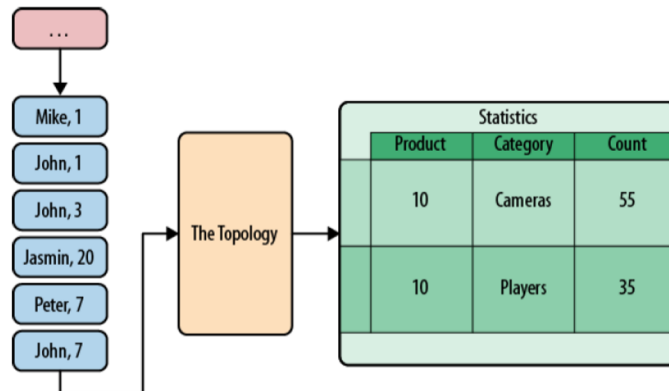 ...
Mike, 1
John, 1
John, 3
Jasmin, 20
Peter, 7
John, 7
The Topology
Statistics
Product Category Count
10 Cameras 55
10 Players 35